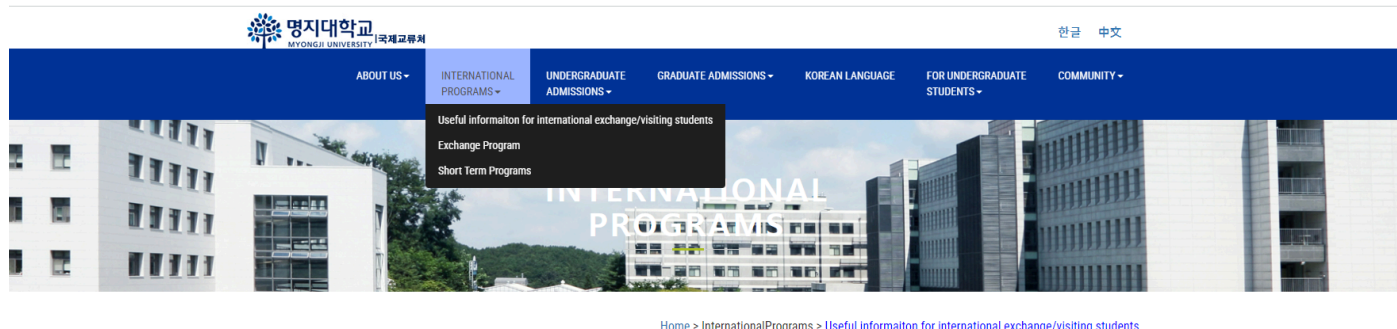 명지대학교 |국제교류처
MYONGJI UNIVERSITY
한글 中文
ABOUT US
INTERNATIONAL
PROGRAMS
UNDERGRADUATE
ADMISSIONS
GRADUATE ADMISSIONS
KOREAN LANGUAGE
FOR UNDERGRADUATE
STUDENTS
COMMUNITY
Useful informaiton for international exchange/visiting students
Exchange Program
Short Term Programs
INTERNATIONAL
PROGRAMS
Home > InternationalPrograms > Useful informaiton for international exchange/visiting students